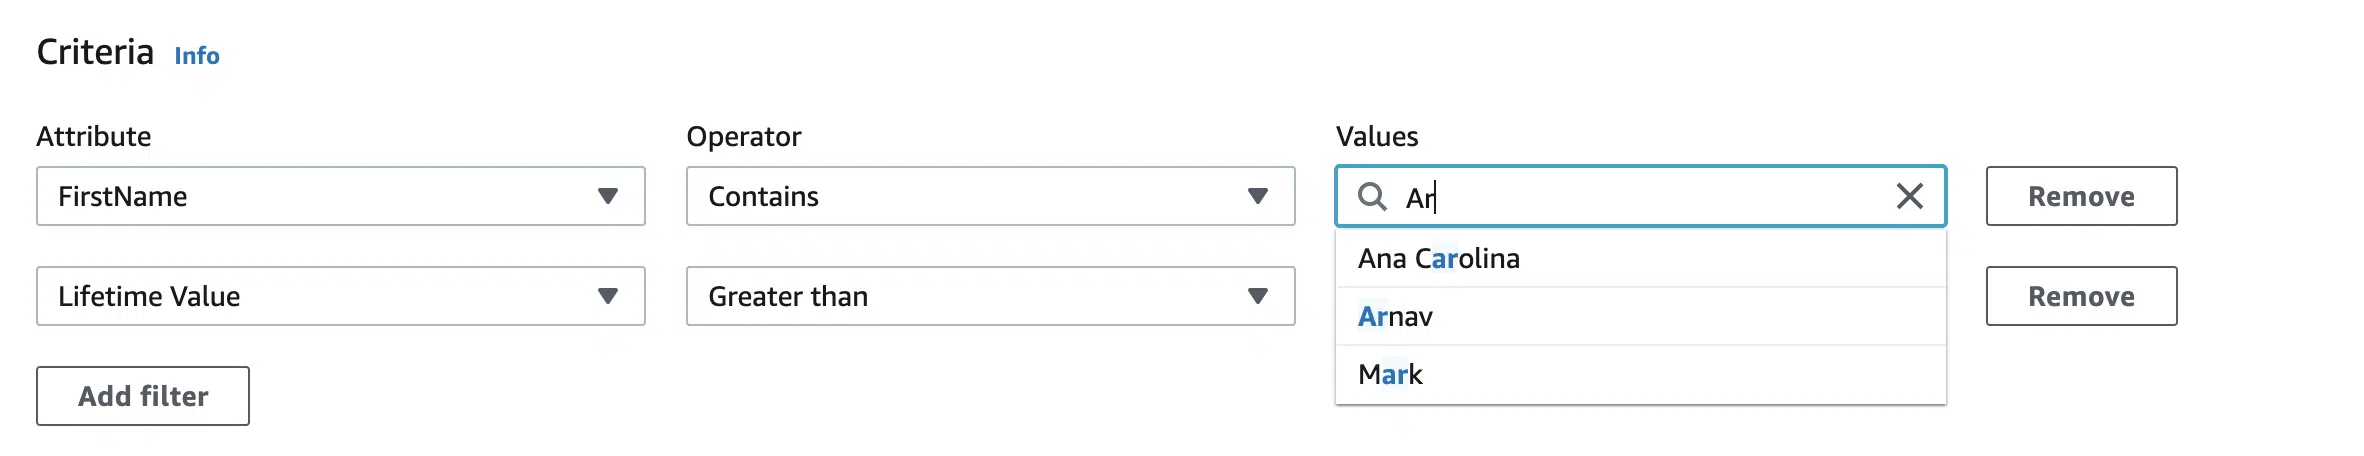 Criteria Info
Attribute Operator Values
FirstName Contains Ar Remove
Ana Carolina
Lifetime Value Greater than Remove
Arnav
Mark
Add filter